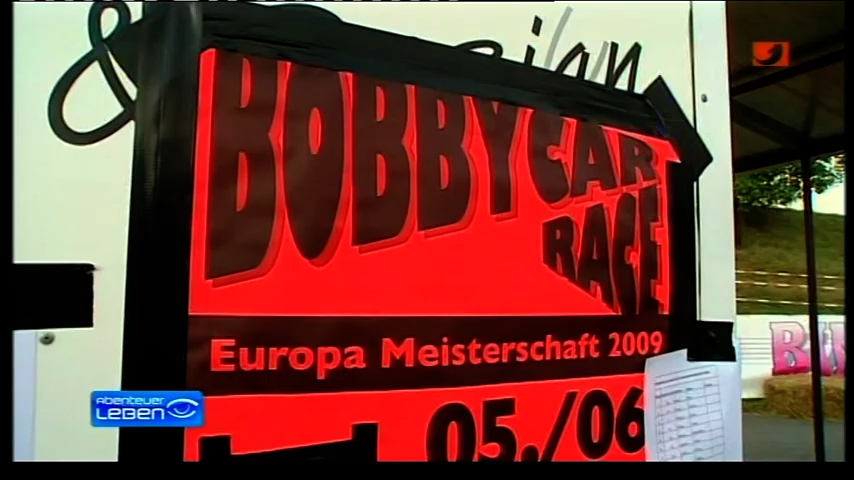 BOBBYCAR
RACE
Europa Meisterschaft 2009
05./06
Abenteuer
LEBEN